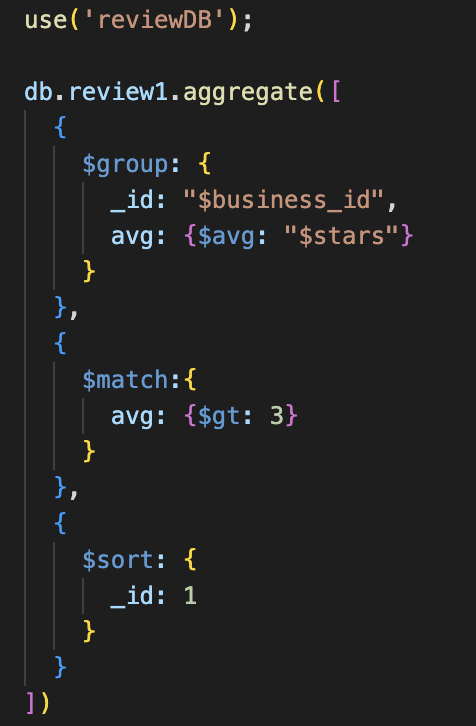 use('reviewDB');
db.review1.aggregate([
{
$group: {
_id: "$business_id",
avg: {$avg: "$stars"}
}
},
{
$match:{
avg: {$gt: 3}
}
},
{
$sort: {
_id: 1
}
}
])